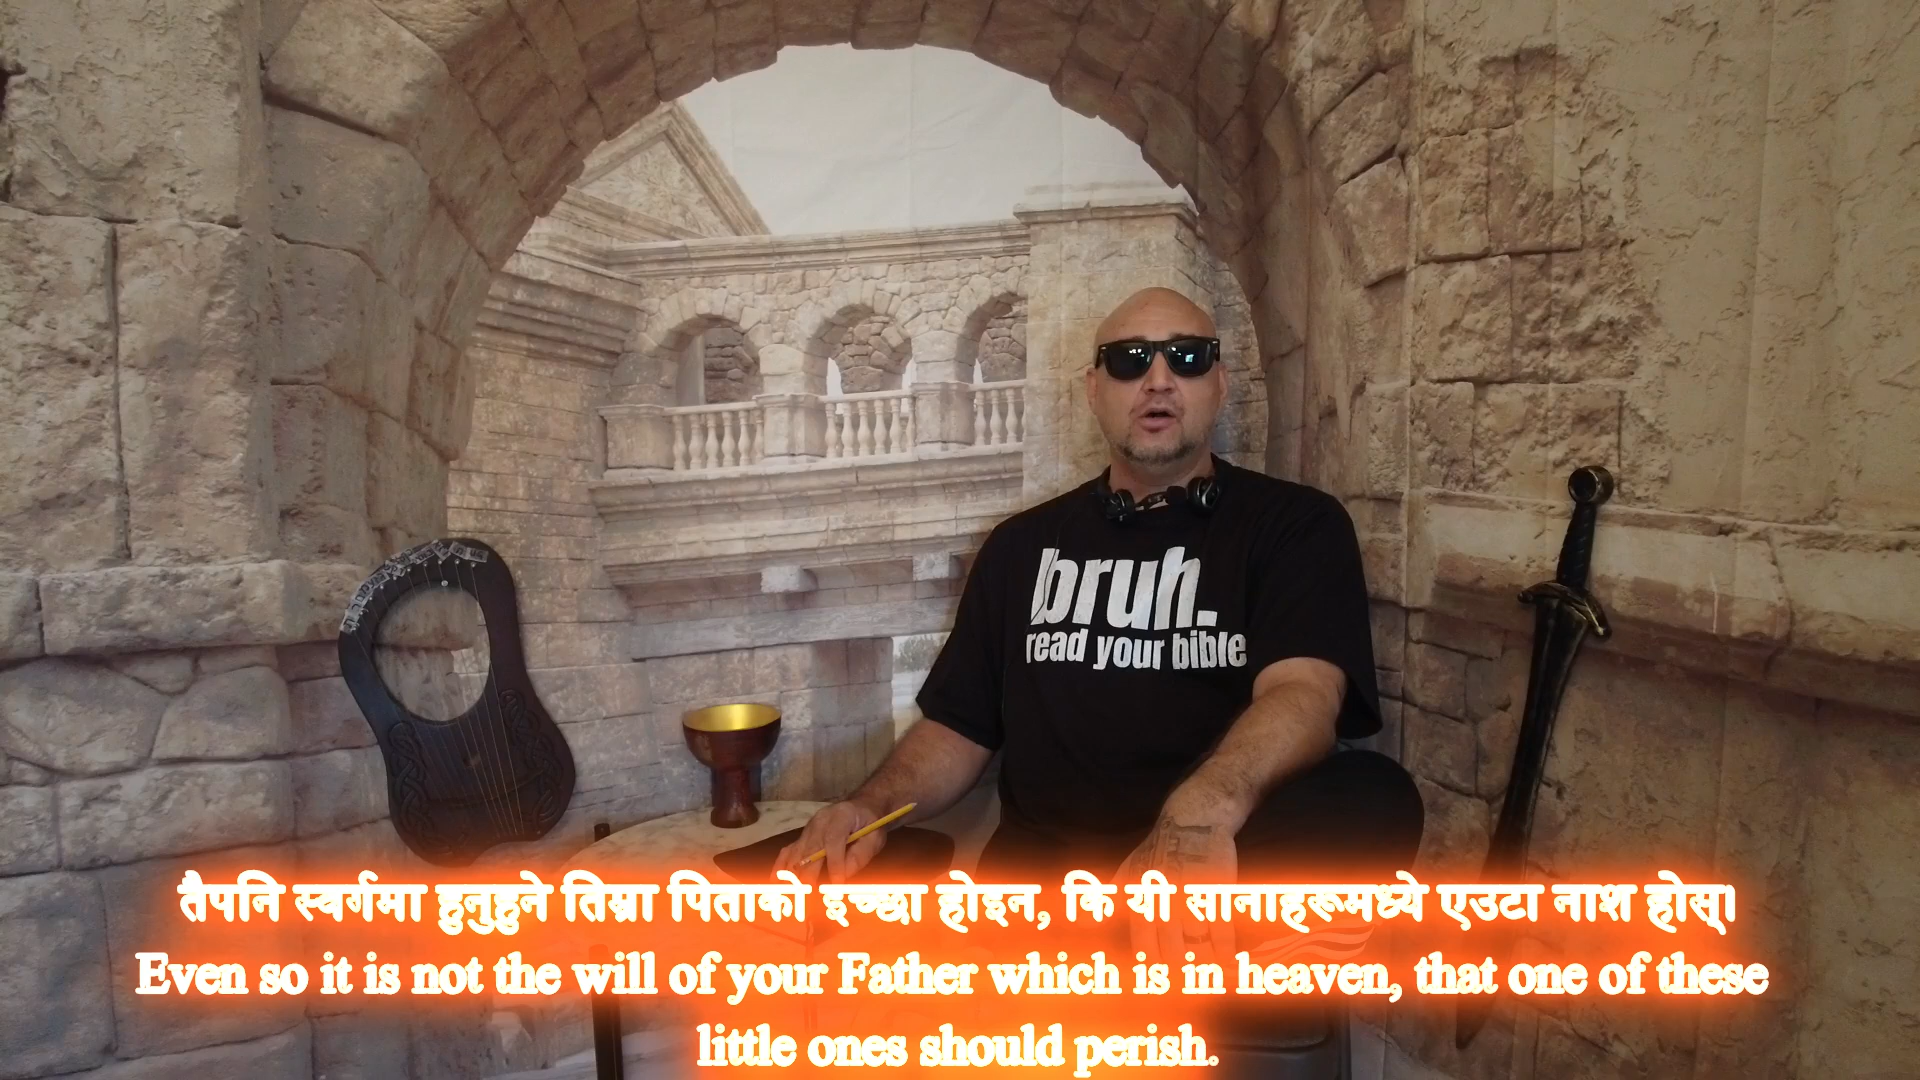 bruh.
read your bible
तैपनि स्वर्गमा हुनुहुने तिम्रा पिताको इच्छा होइन, कि यी सानाहरूमध्ये एउटा नाश होस्।
Even so it is not the will of your Father which is in heaven, that one of these
little ones should perish.